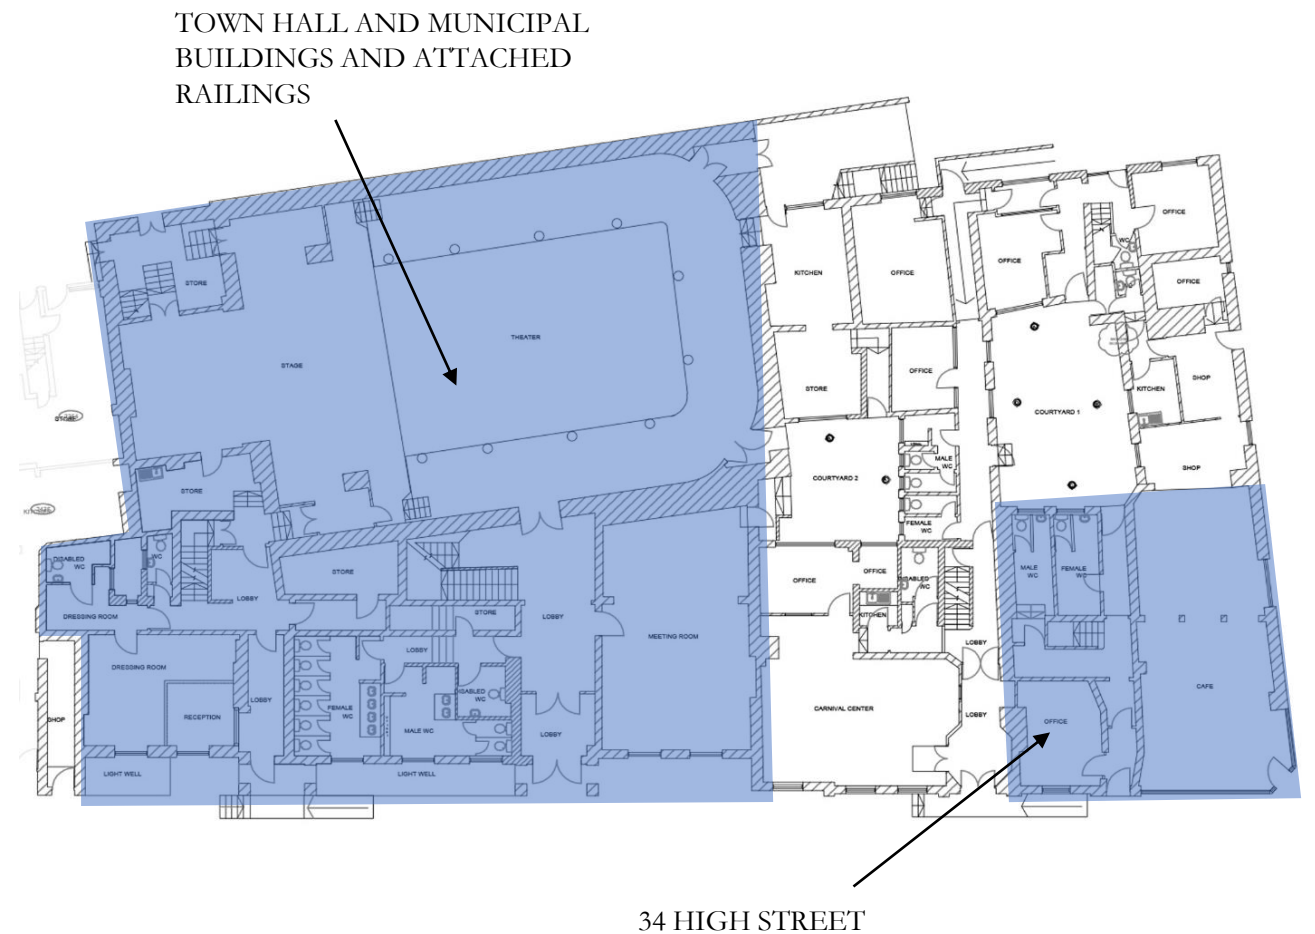 TOWN HALL AND MUNICIPAL
BUILDINGS AND ATTACHED
RAILINGS
STORE
STAGE
THEATER
KITCHEN
OFFICE
OFFICE
WC
OFFICE
OFFICE
STORE
OFFICE
COURTYARD 1
KITCHEN
SHOP
SHOP
COURTYARD 2
MALE
WC
FEMALE
WC
STORE
DISABLED
WC
WC
STORE
LOBBY
DRESSING ROOM
STORE
LOBBY
LOBBY
MEETING ROOM
OFFICE
OFFICE
DISABLED
WC
KITCHEN
LOBBY
MALE
WC
FEMALE
WC
DRESSING ROOM
RECEPTION
LOBBY
FEMALE
WC
MALE WC
DISABLED
WC
LOBBY
CARNIVAL CENTER
LOBBY
OFFICE
CAFE
SHOP
LIGHT WELL
LIGHT WELL
34 HIGH STREET